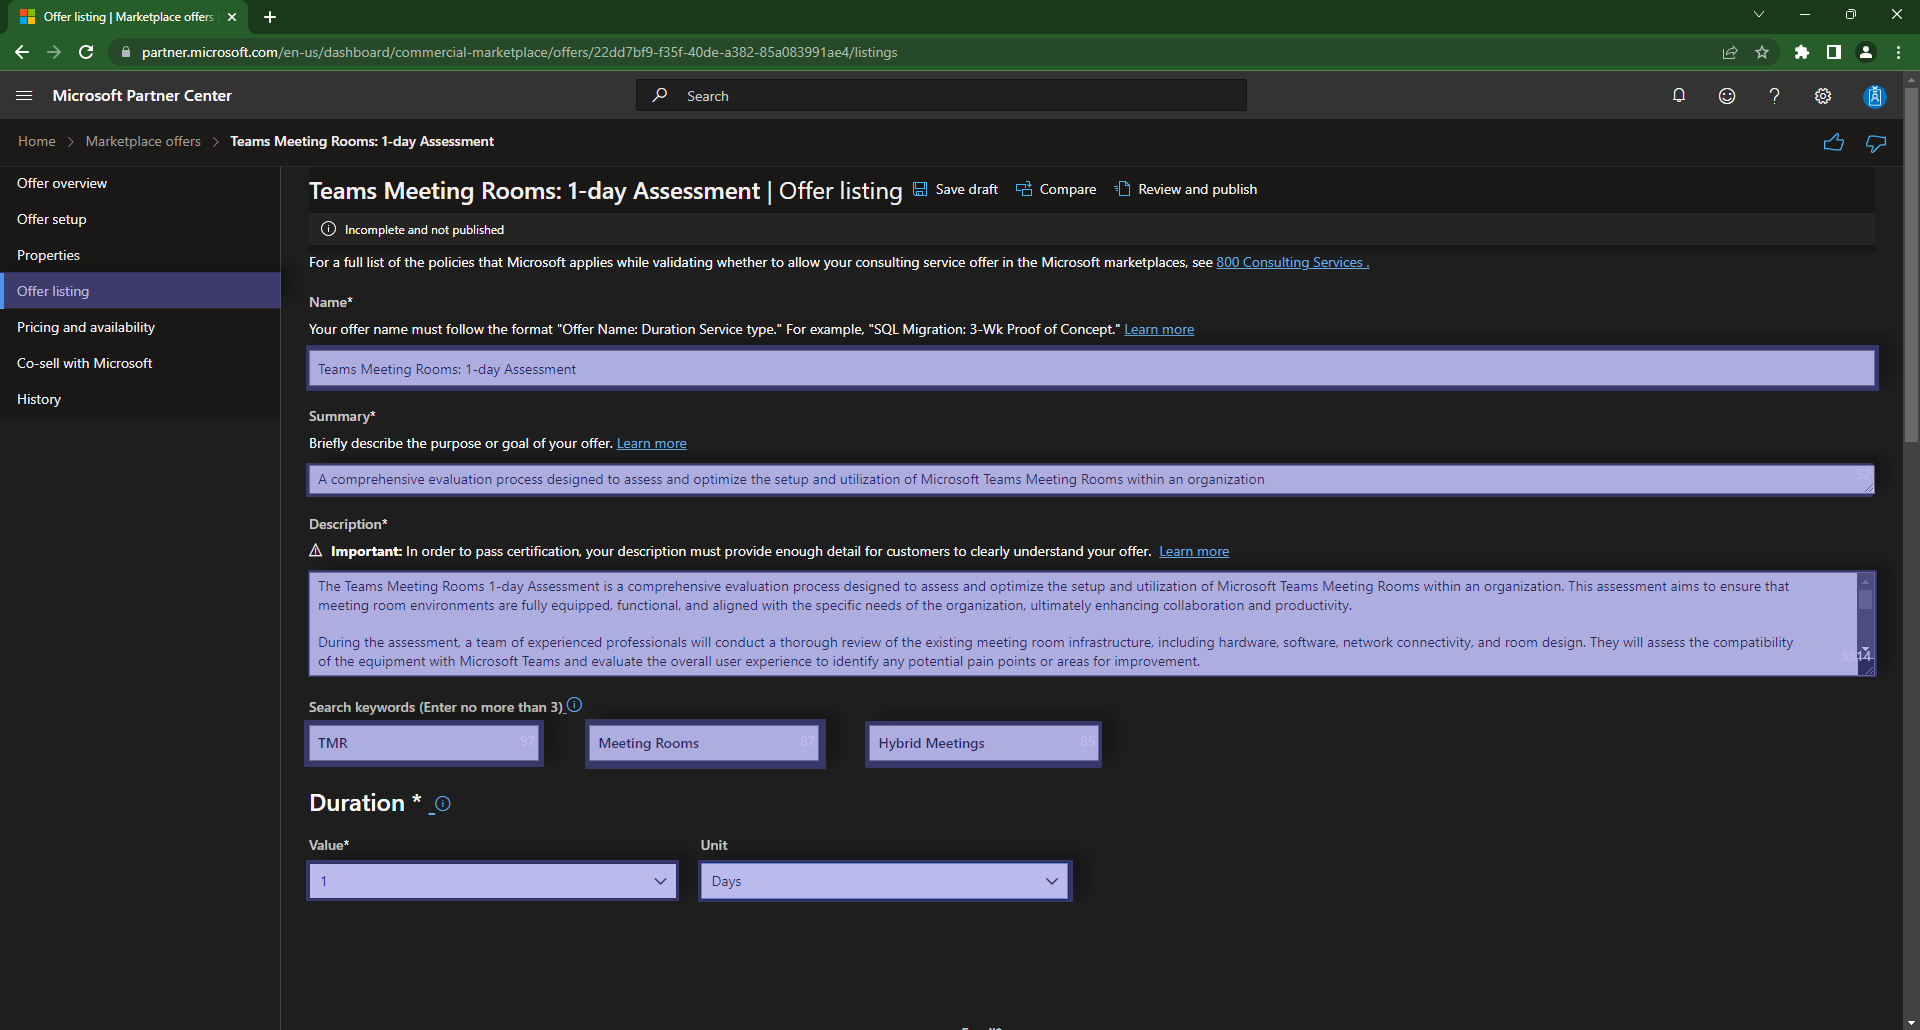 Offer listing | Marketplace offers
partner.microsoft.com/en-us/dashboard/commercial-marketplace/offers/22dd7bf9-f35f-40de-a382-85a083991ae4/listings
Microsoft Partner Center
Search
Home > Marketplace offers > Teams Meeting Rooms: 1-day Assessment
Offer overview
Offer setup
Properties
Offer listing
Pricing and availability
Co-sell with Microsoft
History
Teams Meeting Rooms: 1-day Assessment | Offer listing
Save draft
Compare
Review and publish
Incomplete and not published
For a full list of the policies that Microsoft applies while validating whether to allow your consulting service offer in the Microsoft marketplaces, see 800 Consulting Services .
Name*
Your offer name must follow the format "Offer Name: Duration Service type." For example, "SQL Migration: 3-Wk Proof of Concept." Learn more
Teams Meeting Rooms: 1-day Assessment
Summary*
Briefly describe the purpose or goal of your offer. Learn more
A comprehensive evaluation process designed to assess and optimize the setup and utilization of Microsoft Teams Meeting Rooms within an organization
52
Description*
Important: In order to pass certification, your description must provide enough detail for customers to clearly understand your offer. Learn more
The Teams Meeting Rooms 1-day Assessment is a comprehensive evaluation process designed to assess and optimize the setup and utilization of Microsoft Teams Meeting Rooms within an organization. This assessment aims to ensure that
meeting room environments are fully equipped, functional, and aligned with the specific needs of the organization, ultimately enhancing collaboration and productivity.
During the assessment, a team of experienced professionals will conduct a thorough review of the existing meeting room infrastructure, including hardware, software, network connectivity, and room design. They will assess the compatibility
of the equipment with Microsoft Teams and evaluate the overall user experience to identify any potential pain points or areas for improvement.
3314
Search keywords (Enter no more than 3)
TMR 97
Meeting Rooms 87
Hybrid Meetings 85
Duration *
Value*
Unit
1
Days